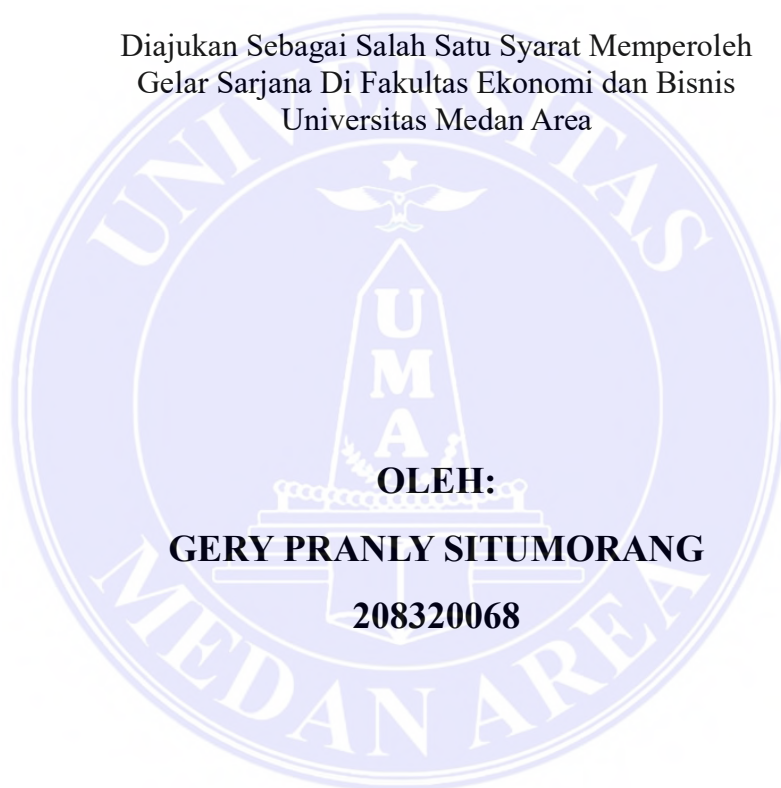 Diajukan Sebagai Salah Satu Syarat Memperoleh
Gelar Sarjana Di Fakultas Ekonomi dan Bisnis
Universitas Medan Area
UNIVERSITAS
UMA
OLEH:
GERY PRANLY SITUMORANG
208320068
MEDAN AREA